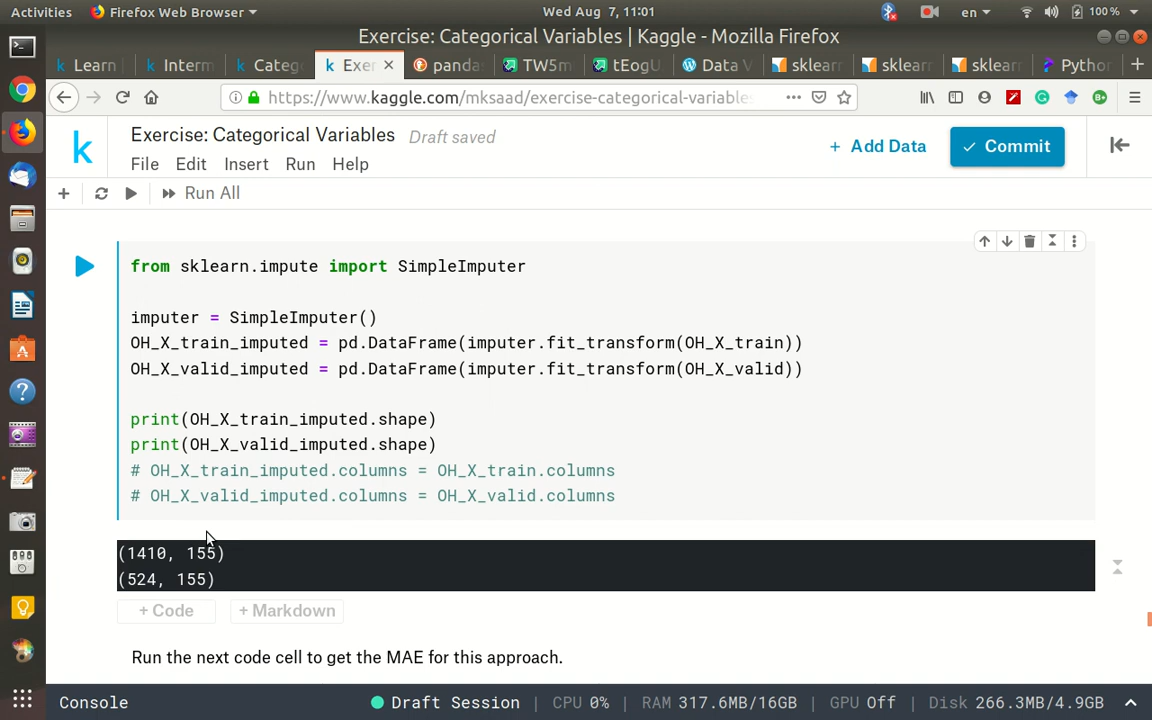 Activities Firefox Web Browser Wed Aug 7, 11:01 en 100%
Exercise: Categorical Variables | Kaggle - Mozilla Firefox
Learn Interm Categ Exer panda TW5m tEogU Data V sklear sklear sklear Pythor
https://www.kaggle.com/mksaad/exercise-categorical-variable
Exercise: Categorical Variables Draft saved
+ Add Data Commit
File Edit Insert Run Help
Run All
from sklearn.impute import SimpleImputer
imputer = SimpleImputer()
OH_X_train_imputed = pd.DataFrame(imputer.fit_transform(OH_X_train))
OH_X_valid_imputed = pd.DataFrame(imputer.fit_transform(OH_X_valid))
print(OH_X_train_imputed.shape)
print(OH_X_valid_imputed.shape)
# OH_X_train_imputed.columns = OH_X_train.columns
# OH_X_valid_imputed.columns = OH_X_valid.columns
(1410, 155)
(524, 155)
+ Code + Markdown
Run the next code cell to get the MAE for this approach.
Console Draft Session | CPU 0% | RAM 317.6MB/16GB | GPU Off | Disk 266.3MB/4.9GB